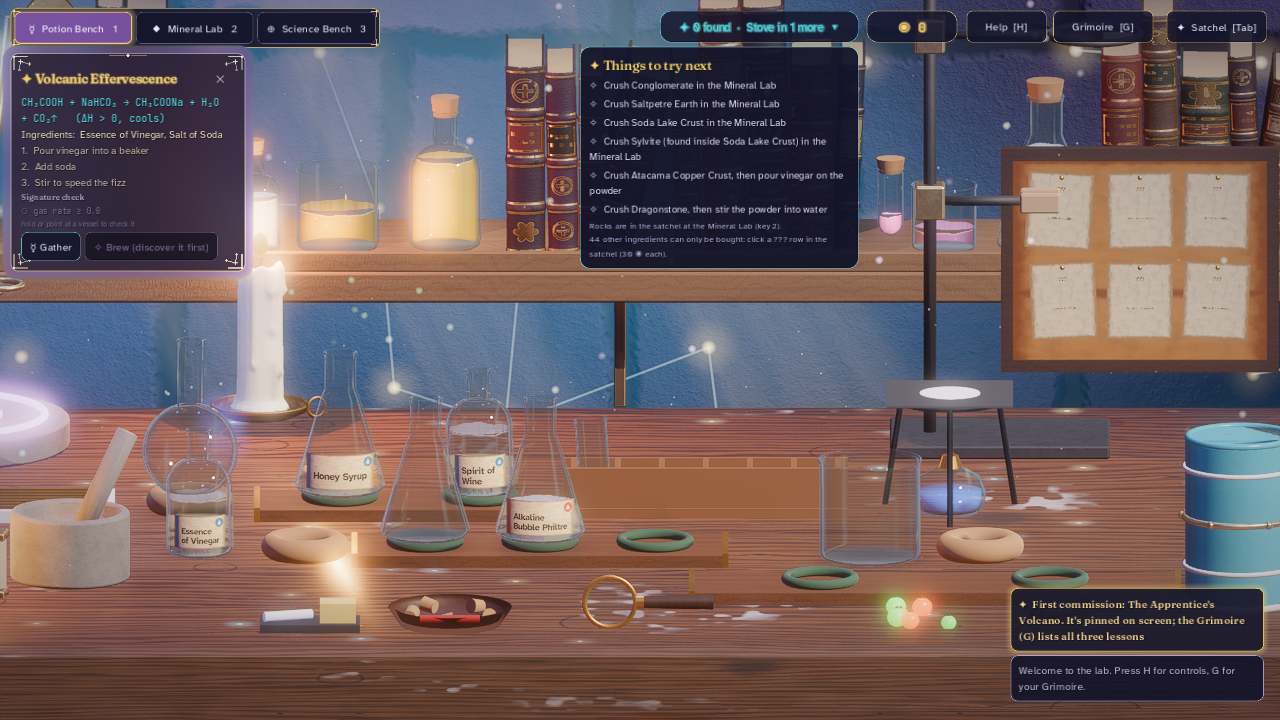 Potion Bench 1
Mineral Lab 2
Science Bench 3
✦ 0 found • Stove in 1 more ▼
0
Help [H]
Grimoire [G]
✦ Satchel [Tab]
✦ Volcanic Effervescence
CH₃COOH + NaHCO₃ → CH₃COONa + H₂O
+ CO₂↑ (ΔH > 0, cools)
Ingredients: Essence of Vinegar, Salt of Soda
1. Pour vinegar into a beaker
2. Add soda
3. Stir to speed the fizz
Signature check
○ gas rate ≥ 0.8
hold or point at a vessel to check it
Gather
✧ Brew (discover it first)
✦ Things to try next
✧ Crush Conglomerate in the Mineral Lab
✧ Crush Saltpetre Earth in the Mineral Lab
✧ Crush Soda Lake Crust in the Mineral Lab
✧ Crush Sylvite (found inside Soda Lake Crust) in the
Mineral Lab
✧ Crush Atacama Copper Crust, then pour vinegar on the
powder
✧ Crush Dragonstone, then stir the powder into water
Rocks are in the satchel at the Mineral Lab (key 2).
44 other ingredients can only be bought: click a ??? row in the
satchel (30 ◉ each).
Honey Syrup
Spirit of
Wine
Essence
of Vinegar
Alkaline
Bubble Philtre
✦ First commission: The Apprentice's
Volcano. It's pinned on screen; the Grimoire
(G) lists all three lessons
Welcome to the lab. Press H for controls, G for
your Grimoire.